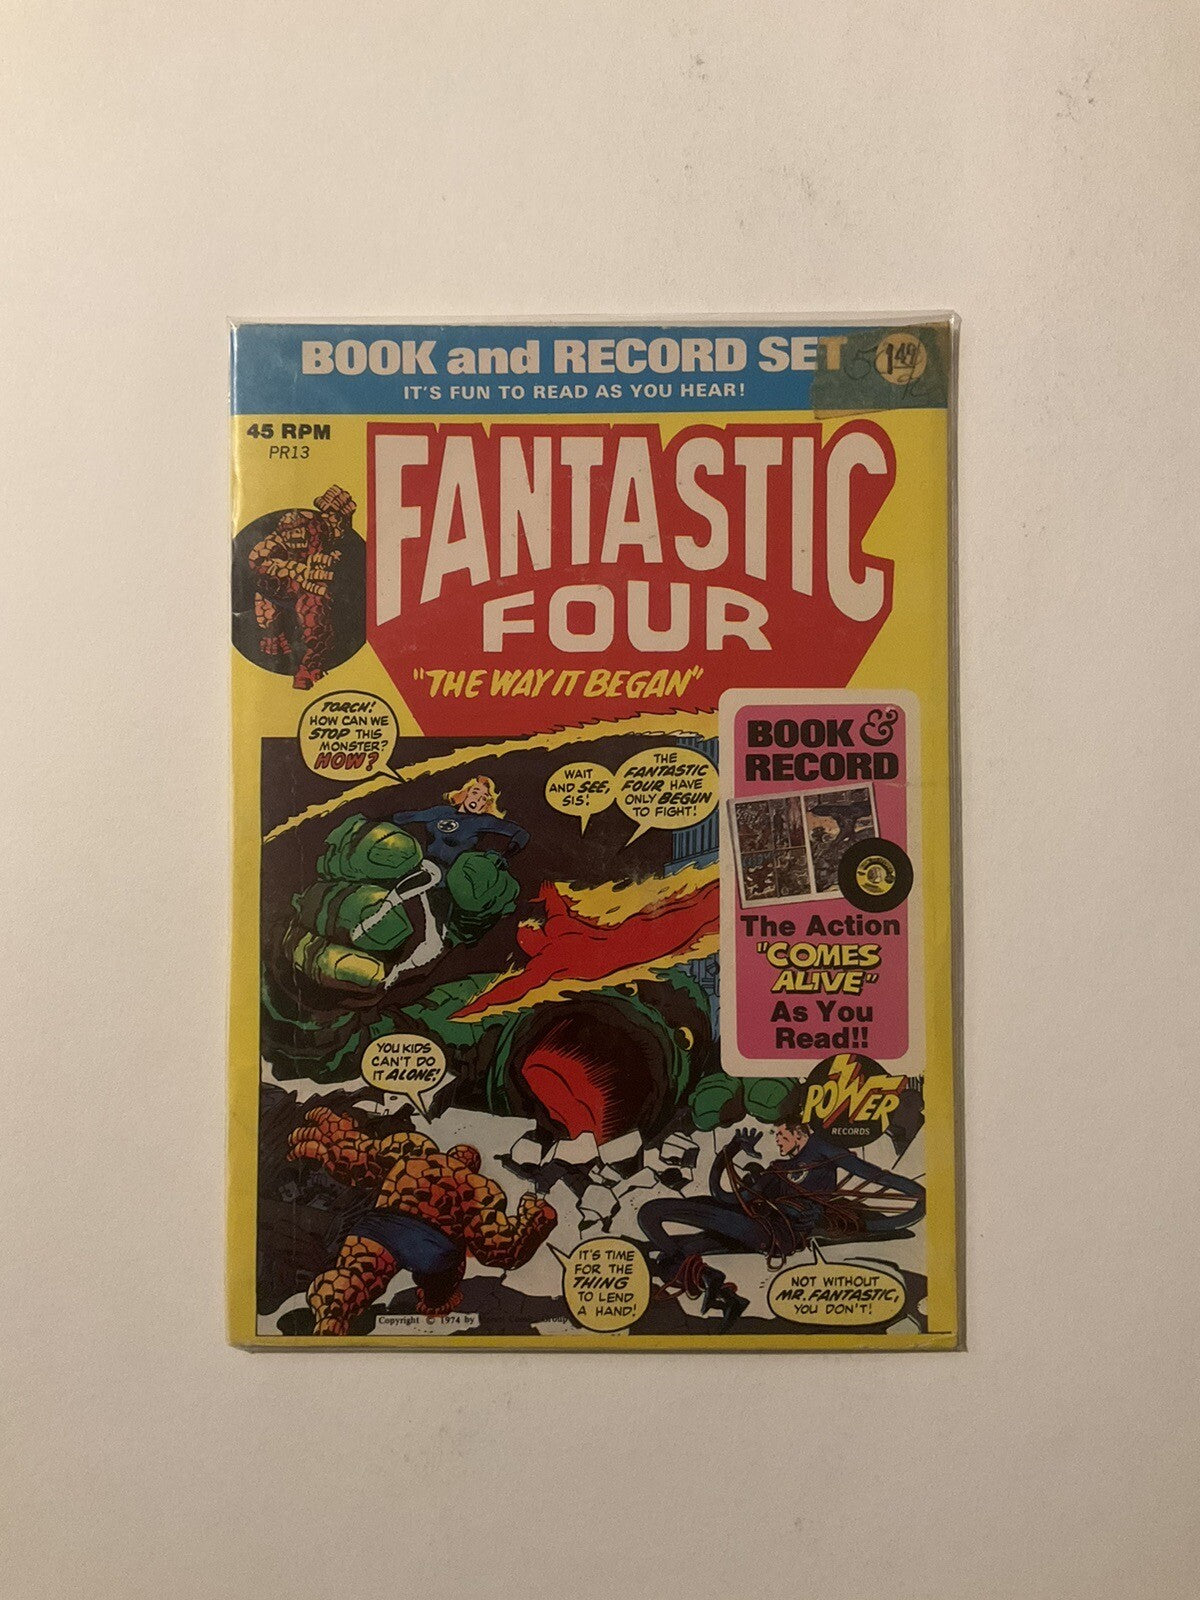 BOOK and RECORD SET
1.49
IT'S FUN TO READ AS YOU HEAR!
45 RPM
PR13
FANTASTIC
FOUR
"THE WAY IT BEGAN"
TORCH!
HOW CAN WE
STOP THIS
MONSTER?
HOW?
WAIT
AND SEE,
SIS!
THE
FANTASTIC
FOUR HAVE
ONLY BEGUN
TO FIGHT!
BOOK &
RECORD
The Action
"COMES
ALIVE"
As You
Read!!
YOU KIDS
CAN'T DO
IT ALONE!
POWER
RECORDS
IT'S TIME
FOR THE
THING
TO LEND
A HAND!
NOT WITHOUT
MR. FANTASTIC,
YOU DON'T!
Copyright © 1974 by